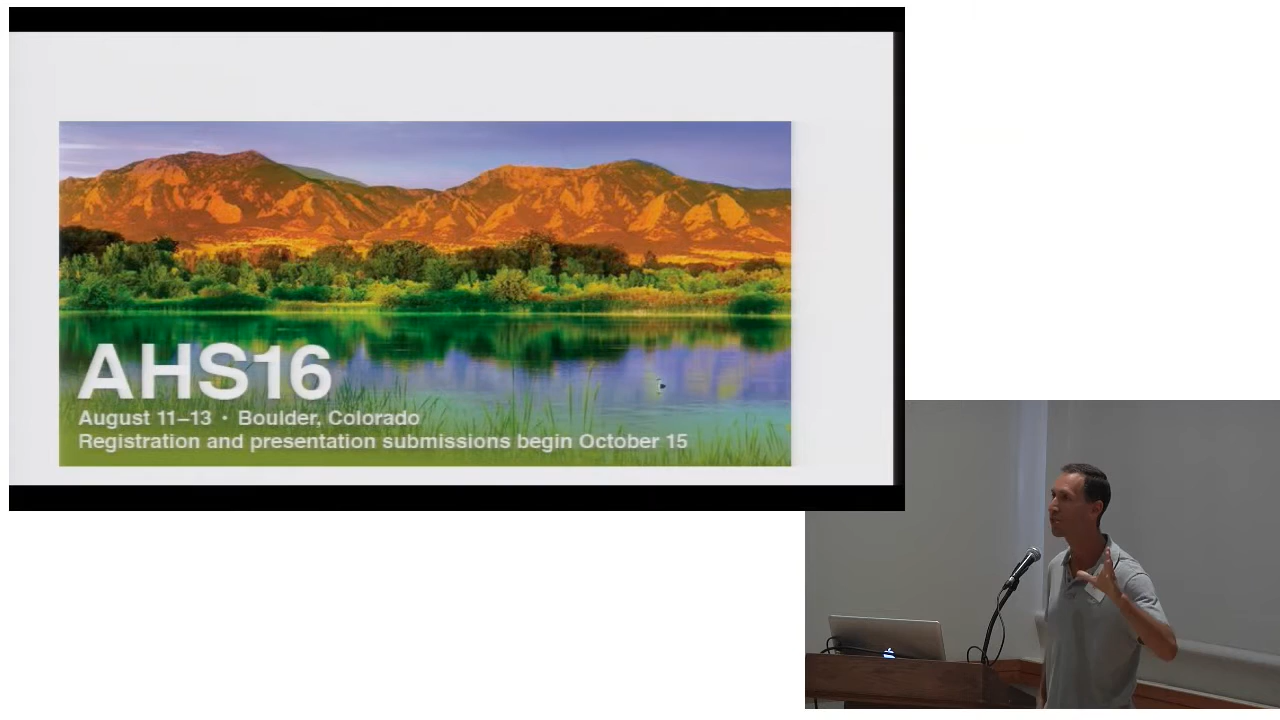 AHS16
August 11–13 · Boulder, Colorado
Registration and presentation submissions begin October 15